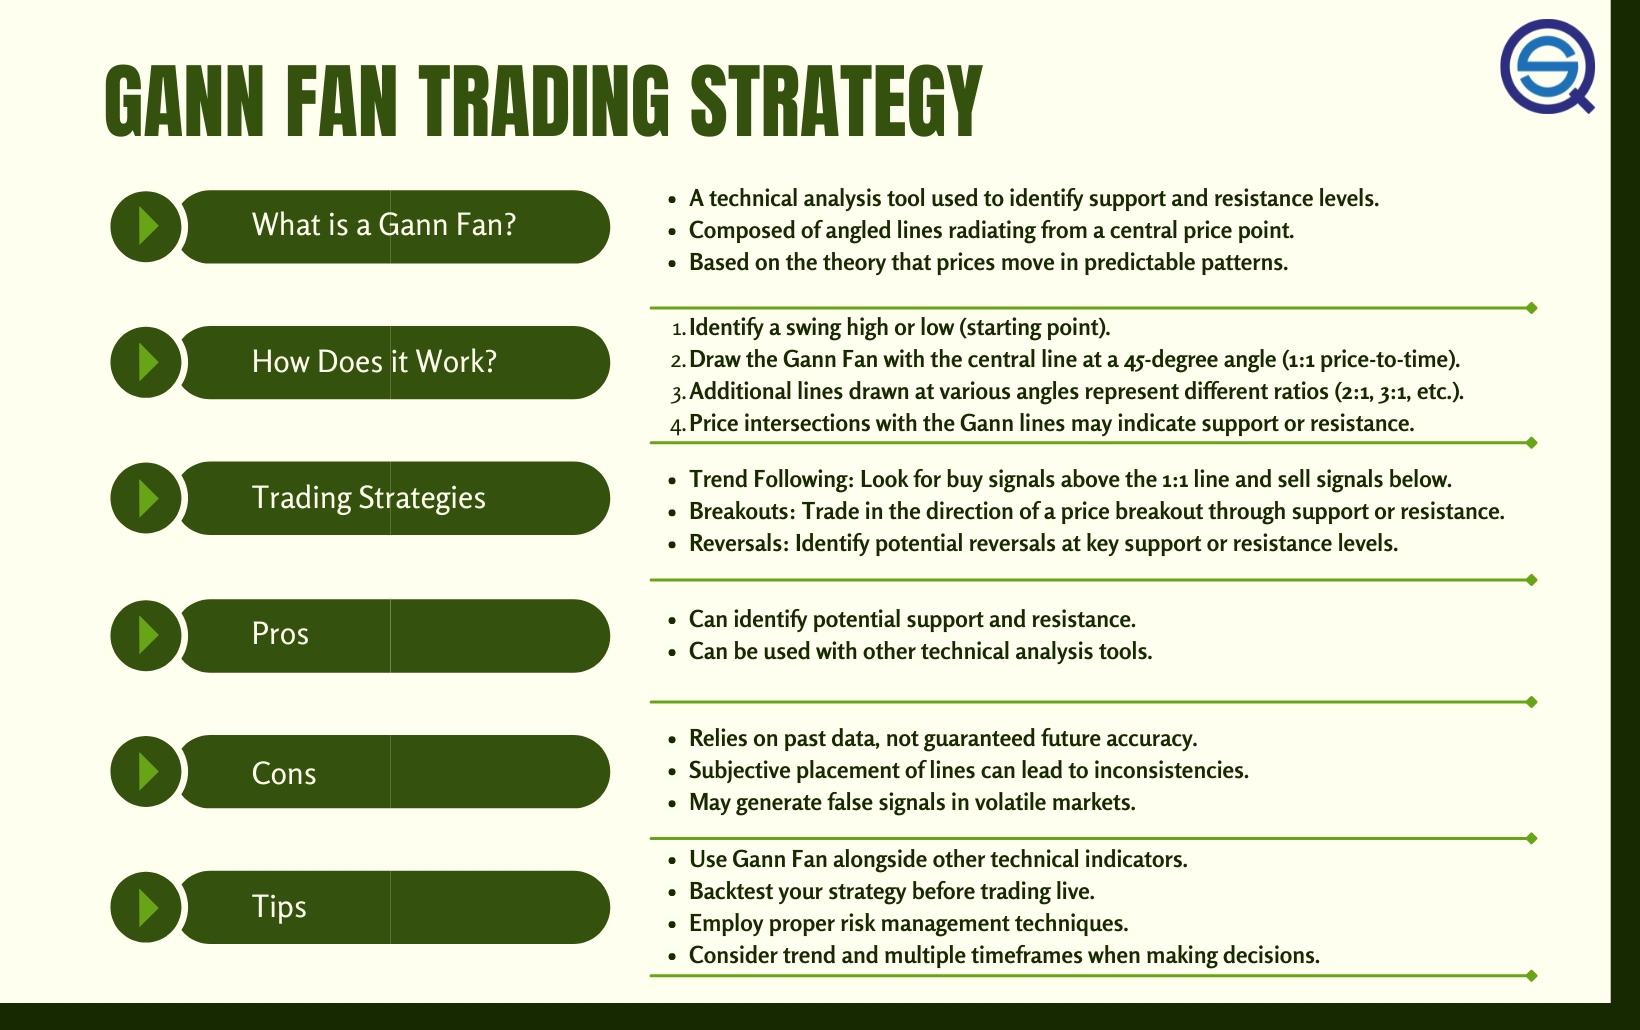 GANN FAN TRADING STRATEGY
What is a Gann Fan?
• A technical analysis tool used to identify support and resistance levels.
• Composed of angled lines radiating from a central price point.
• Based on the theory that prices move in predictable patterns.
How Does it Work?
1. Identify a swing high or low (starting point).
2. Draw the Gann Fan with the central line at a 45-degree angle (1:1 price-to-time).
3. Additional lines drawn at various angles represent different ratios (2:1, 3:1, etc.).
4. Price intersections with the Gann lines may indicate support or resistance.
Trading Strategies
• Trend Following: Look for buy signals above the 1:1 line and sell signals below.
• Breakouts: Trade in the direction of a price breakout through support or resistance.
• Reversals: Identify potential reversals at key support or resistance levels.
Pros
• Can identify potential support and resistance.
• Can be used with other technical analysis tools.
Cons
• Relies on past data, not guaranteed future accuracy.
• Subjective placement of lines can lead to inconsistencies.
• May generate false signals in volatile markets.
Tips
• Use Gann Fan alongside other technical indicators.
• Backtest your strategy before trading live.
• Employ proper risk management techniques.
• Consider trend and multiple timeframes when making decisions.